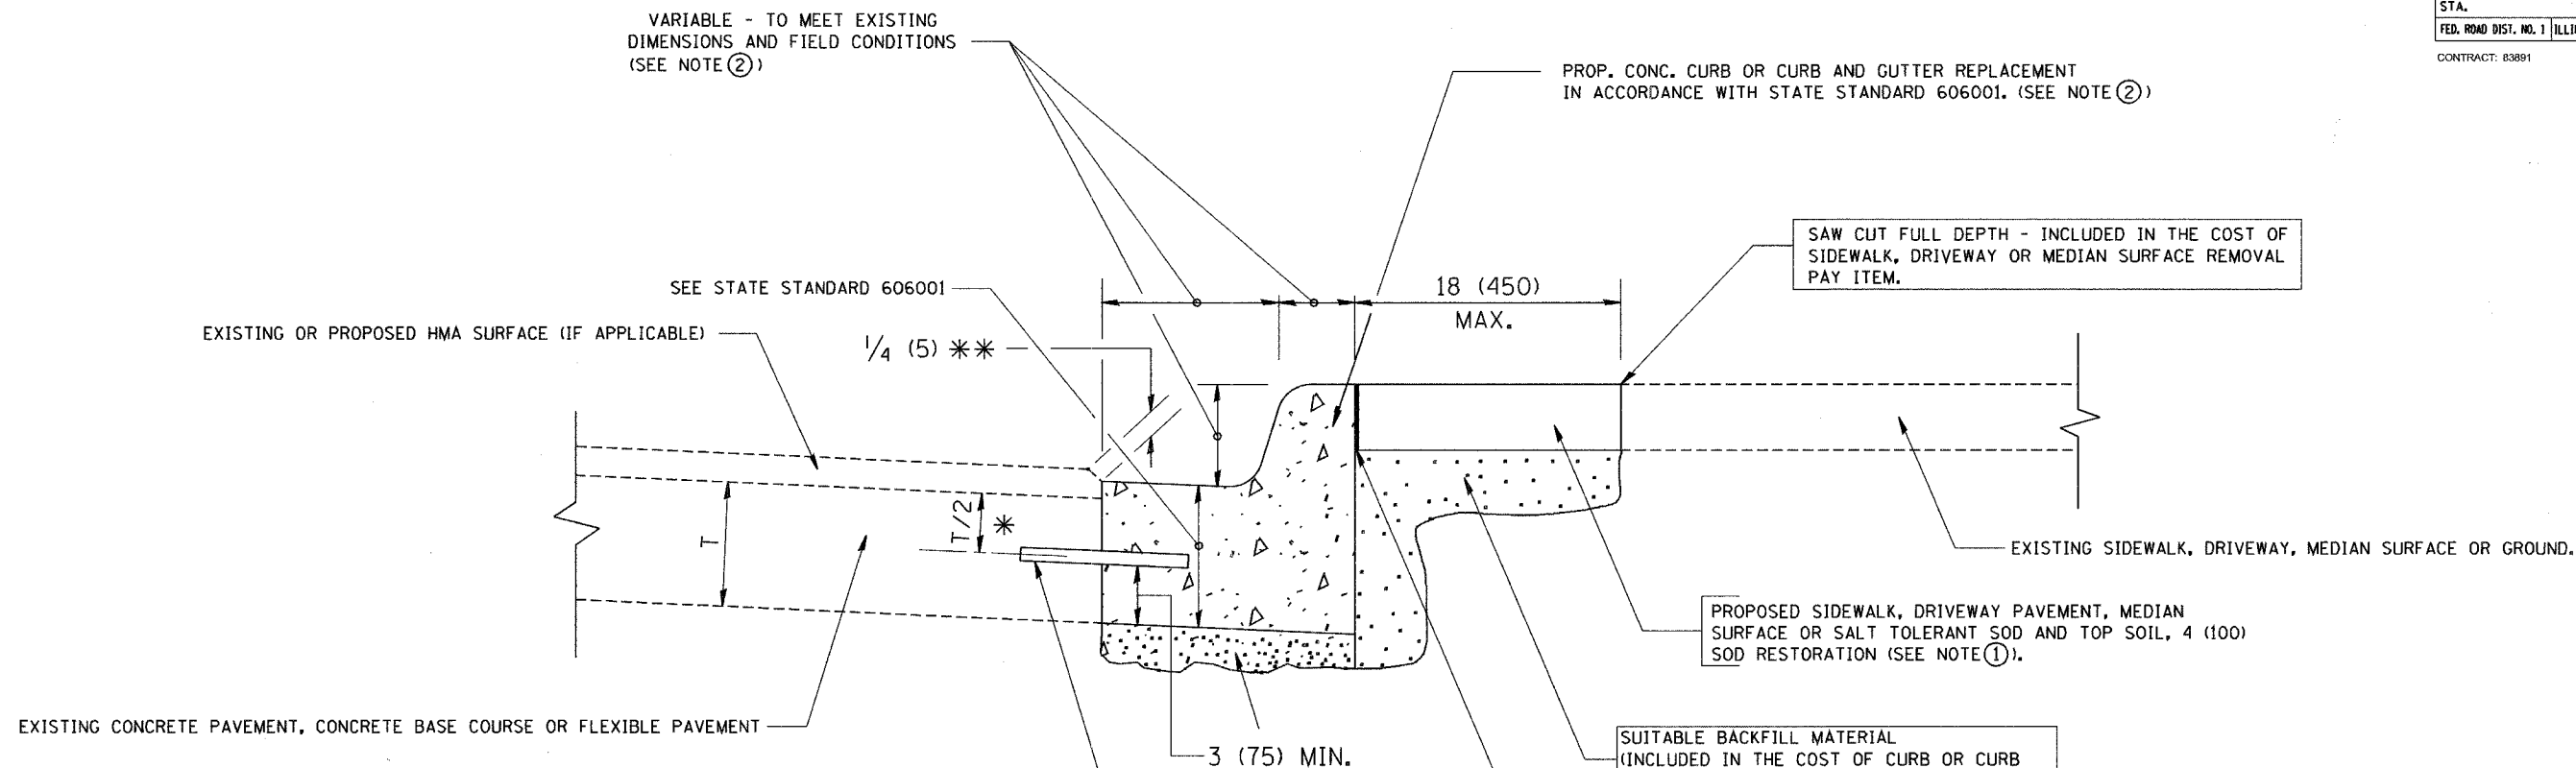 VARIABLE - TO MEET EXISTING
DIMENSIONS AND FIELD CONDITIONS
(SEE NOTE ②)
STA.
FED. ROAD DIST. NO. 1
CONTRACT: 83891
PROP. CONC. CURB OR CURB AND GUTTER REPLACEMENT
IN ACCORDANCE WITH STATE STANDARD 606001. (SEE NOTE ②)
SAW CUT FULL DEPTH - INCLUDED IN THE COST OF
SIDEWALK, DRIVEWAY OR MEDIAN SURFACE REMOVAL
PAY ITEM.
SEE STATE STANDARD 606001
18 (450)
MAX.
EXISTING OR PROPOSED HMA SURFACE (IF APPLICABLE)
1/4 (5) **
T
T/2
*
EXISTING SIDEWALK, DRIVEWAY, MEDIAN SURFACE OR GROUND.
PROPOSED SIDEWALK, DRIVEWAY PAVEMENT, MEDIAN
SURFACE OR SALT TOLERANT SOD AND TOP SOIL, 4 (100)
SOD RESTORATION (SEE NOTE ①).
EXISTING CONCRETE PAVEMENT, CONCRETE BASE COURSE OR FLEXIBLE PAVEMENT
3 (75) MIN.
SUITABLE BACKFILL MATERIAL
(INCLUDED IN THE COST OF CURB OR CURB